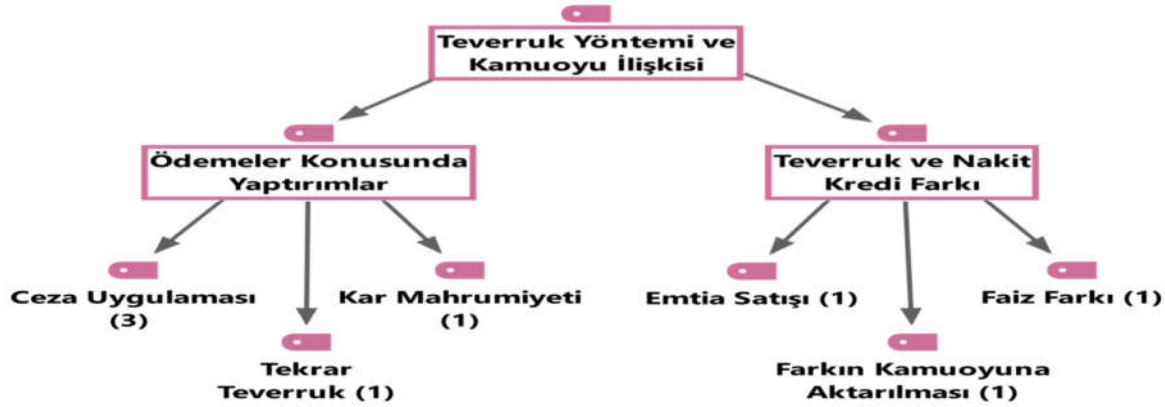 Teverruk Yöntemi ve
Kamuoyu İlişkisi
Ödemeler Konusunda
Yaptırımlar
Teverruk ve Nakit
Kredi Farkı
Ceza Uygulaması
(3)
Kar Mahrumiyeti
(1)
Emtia Satışı (1)
Faiz Farkı (1)
Tekrar
Teverruk (1)
Farkın Kamuoyuna
Aktarılması (1)